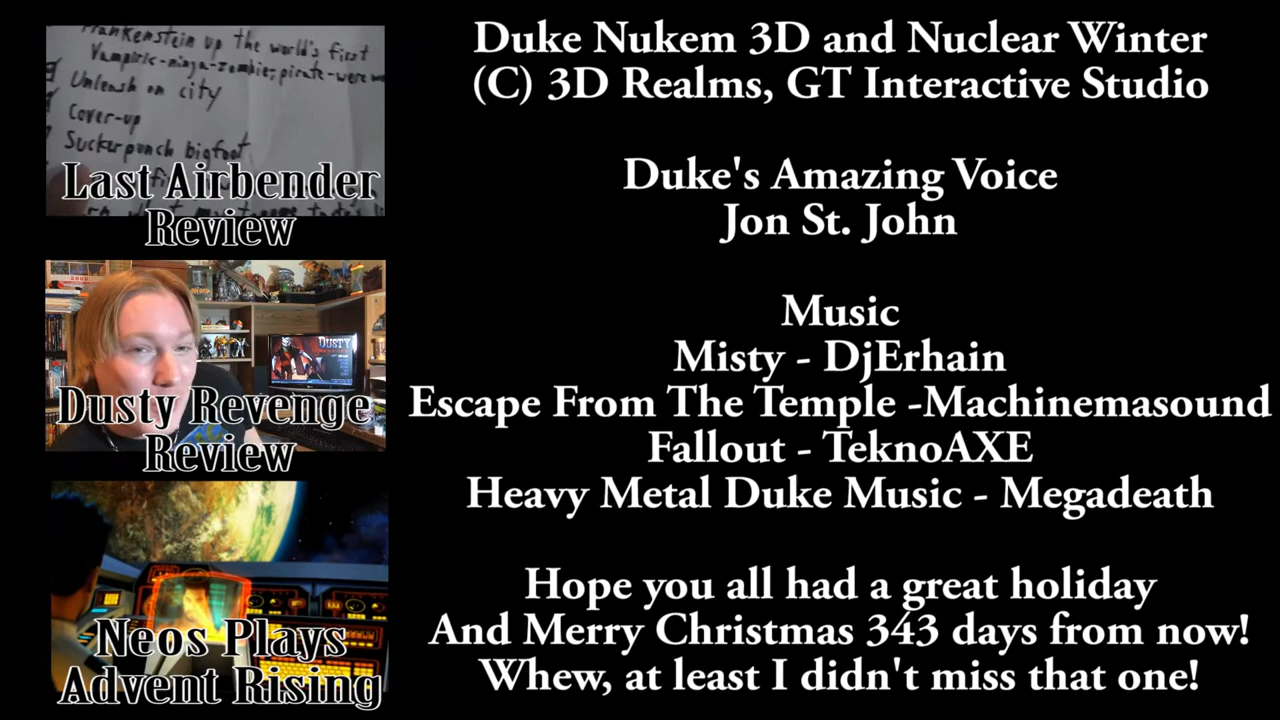 Frankenstein up the world's first
Vampiric-ninja-zombie,pirate-were
Unleash on city
Cover-up
Suckerpunch bigfoot
Last Airbender
Review
DUSTY
Dusty Revenge
Review
Neos Plays
Advent Rising
Duke Nukem 3D and Nuclear Winter
(C) 3D Realms, GT Interactive Studio
Duke's Amazing Voice
Jon St. John
Music
Misty - DjErhain
Escape From The Temple -Machinemasound
Fallout - TeknoAXE
Heavy Metal Duke Music - Megadeath
Hope you all had a great holiday
And Merry Christmas 343 days from now!
Whew, at least I didn't miss that one!